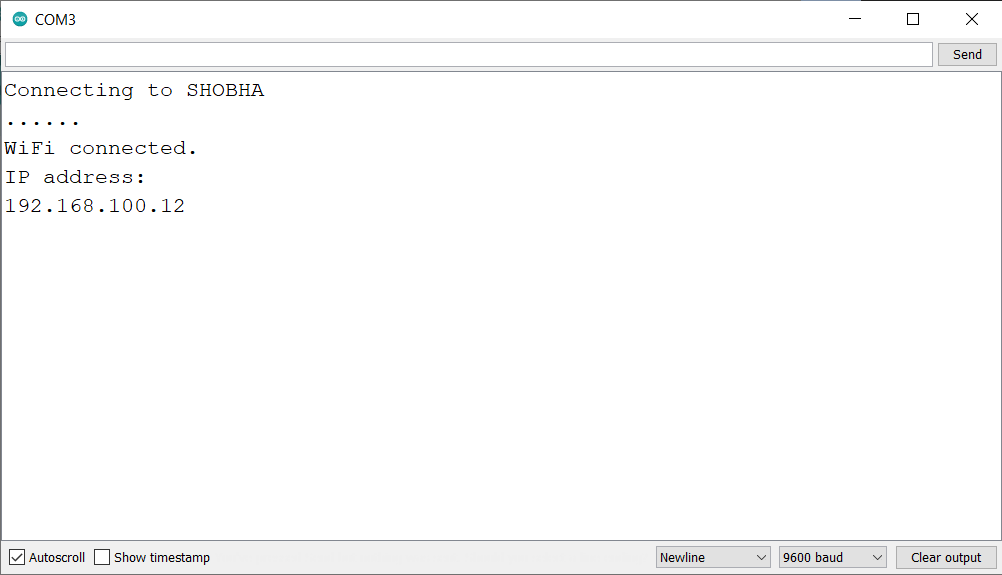 COM3
Send
Connecting to SHOBHA
......
WiFi connected.
IP address:
192.168.100.12
Autoscroll Show timestamp Newline 9600 baud Clear output